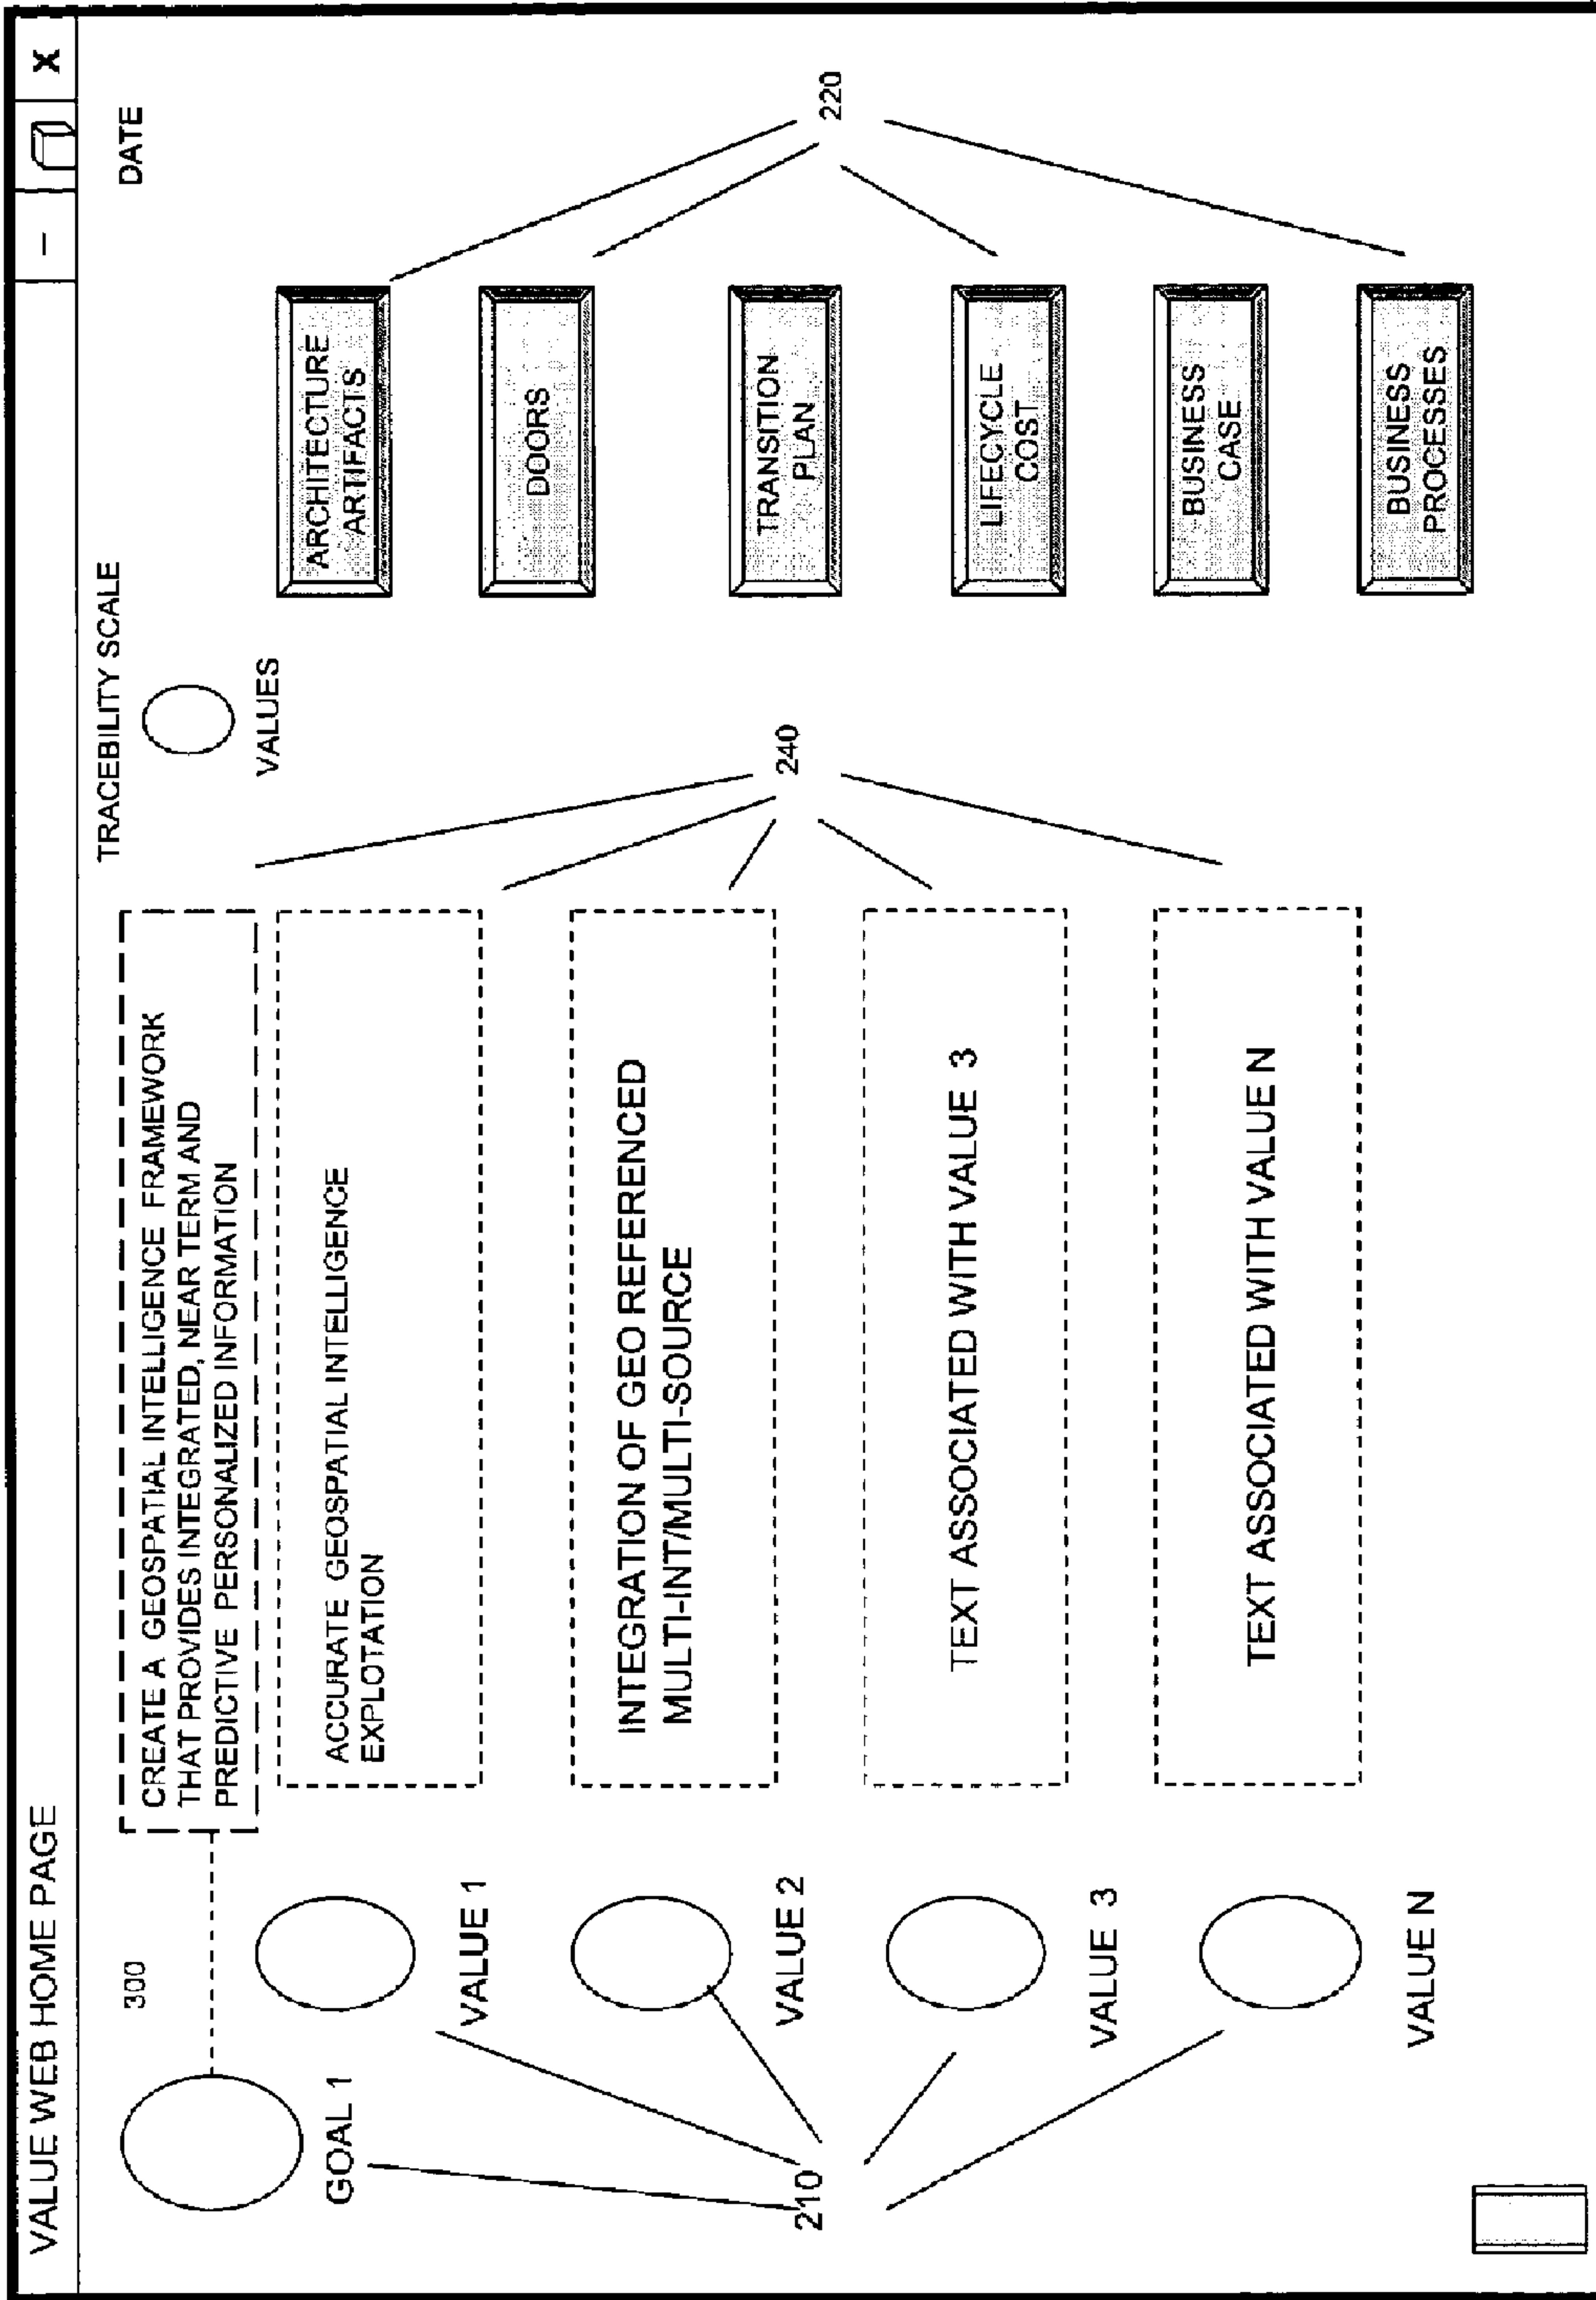 VALUE WEB HOME PAGE
–
X
TRACEBILITY SCALE
DATE
300
CREATE A GEOSPATIAL INTELLIGENCE FRAMEWORK
THAT PROVIDES INTEGRATED, NEAR TERM AND
PREDICTIVE PERSONALIZED INFORMATION
VALUES
GOAL 1
ACCURATE GEOSPATIAL INTELLIGENCE
EXPLOTATION
VALUE 1
INTEGRATION OF GEO REFERENCED
MULTI-INT/MULTI-SOURCE
VALUE 2
TEXT ASSOCIATED WITH VALUE 3
VALUE 3
TEXT ASSOCIATED WITH VALUE N
VALUE N
210
240
220
ARCHITECTURE
ARTIFACTS
DOORS
TRANSITION
PLAN
LIFECYCLE
COST
BUSINESS
CASE
BUSINESS
PROCESSES